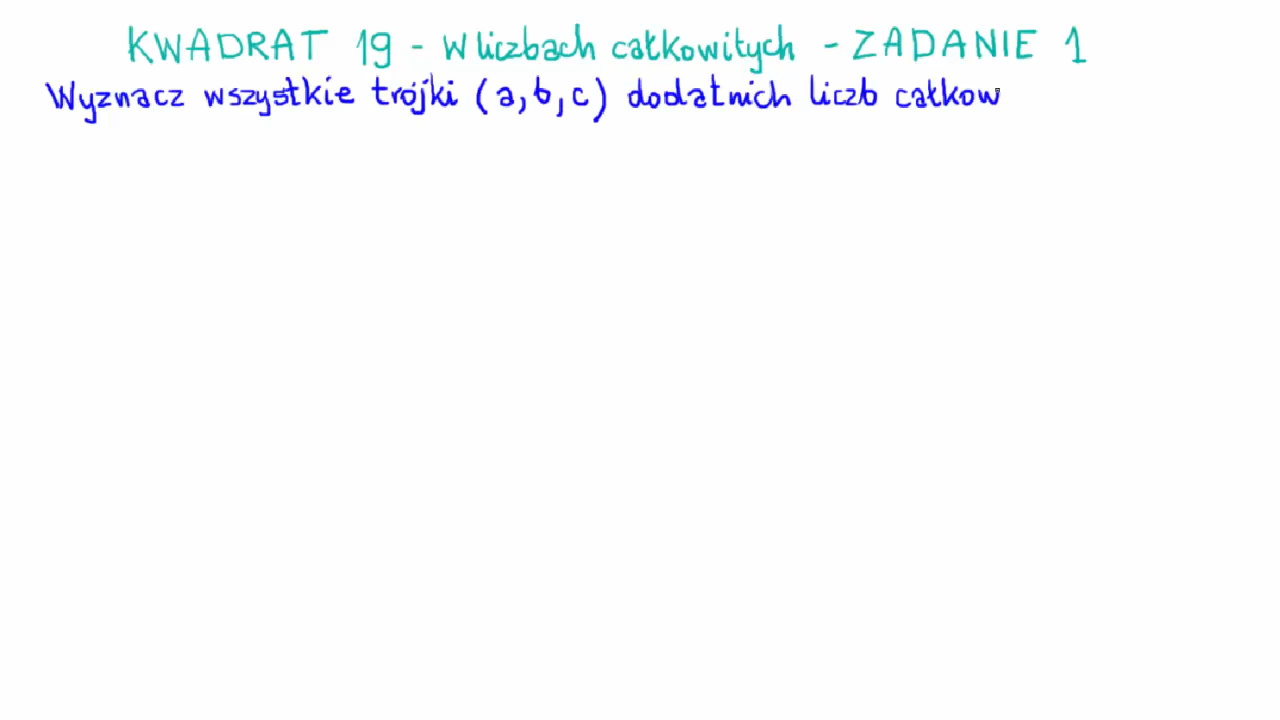 KWADRAT 19 - W liczbach całkowitych - ZADANIE 1
Wyznacz wszystkie trójki (a, b, c) dodatnich liczb całkow